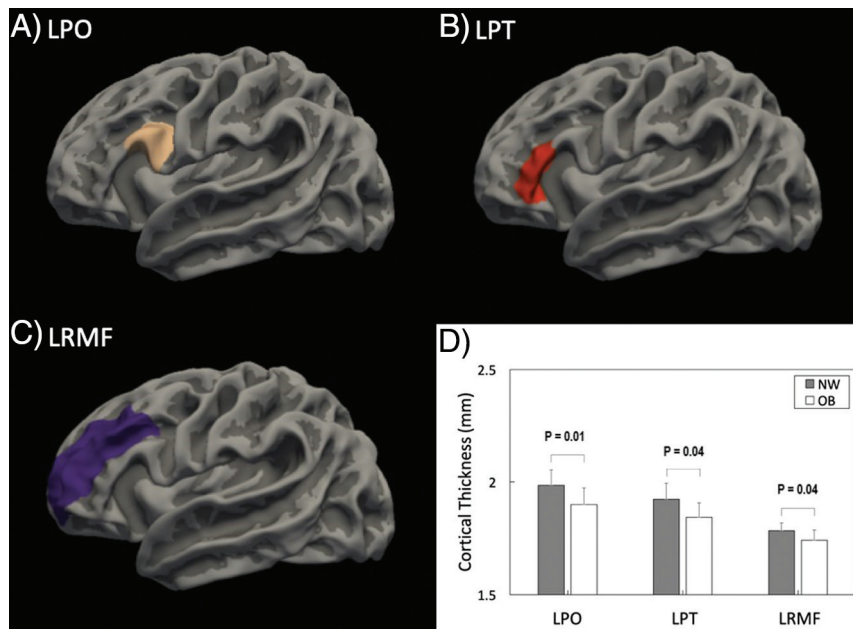 A) LPO
B) LPT
C) LRMF
D)
Cortical Thickness (mm)
2.5
2
1.5
NW
OB
P = 0.01
P = 0.04
P = 0.04
LPO
LPT
LRMF